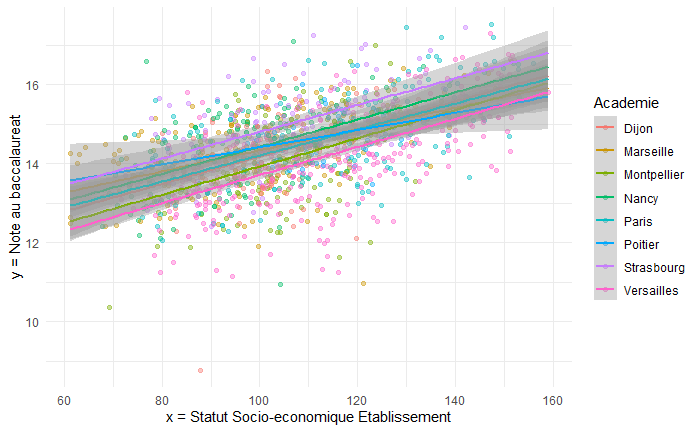 16
14
12
10
60
80
100
120
140
160
y = Note au baccalaureat
x = Statut Socio-economique Etablissement
Academie
Dijon
Marseille
Montpellier
Nancy
Paris
Poitier
Strasbourg
Versailles